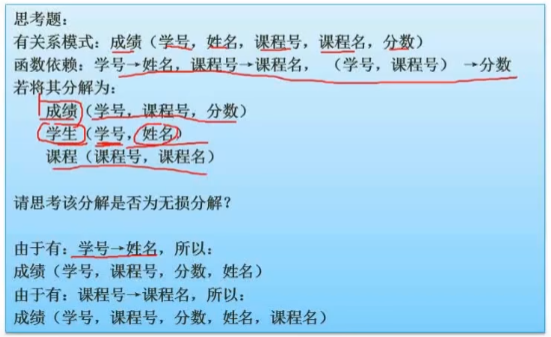 思考题：
有关系模式：成绩（学号，姓名，课程号，课程名，分数）
函数依赖：学号→姓名，课程号→课程名，（学号，课程号）→分数
若将其分解为：
成绩（学号，课程号，分数）
学生（学号，姓名）
课程（课程号，课程名）
请思考该分解是否为无损分解？
由于有：学号→姓名，所以：
成绩（学号，课程号，分数，姓名）
由于有：课程号→课程名，所以：
成绩（学号，课程号，分数，姓名，课程名）